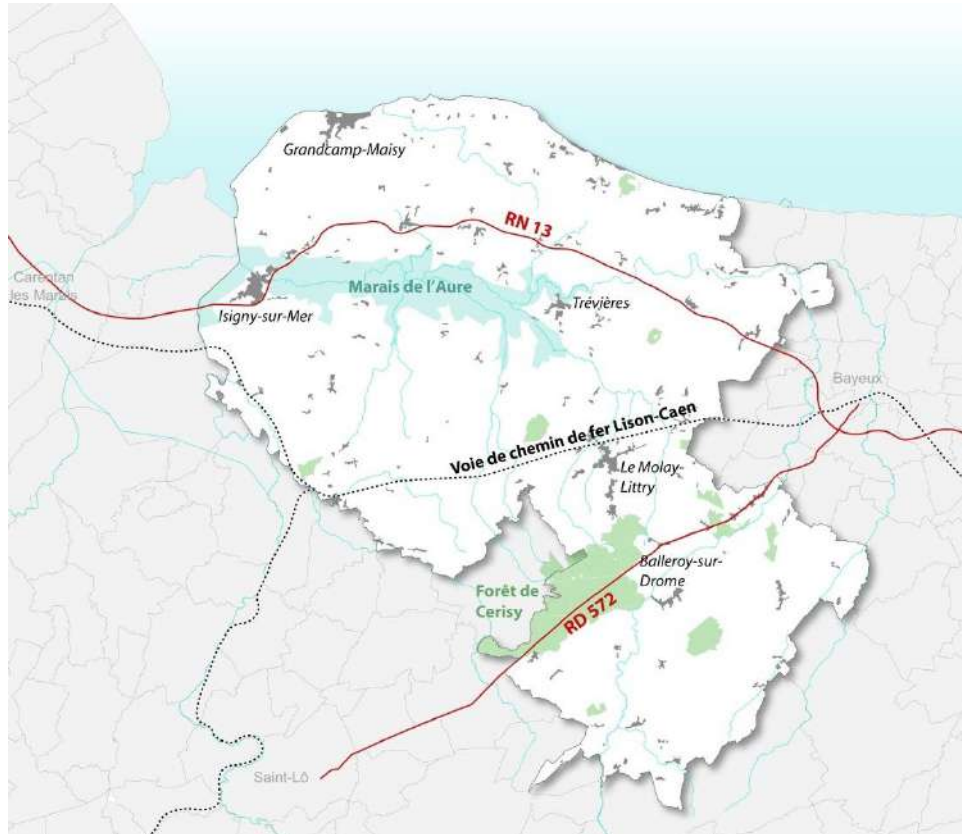 Grandcamp-Maisy
RN 13
Carentan
les Marais
Marais de l'Aure
Isigny-sur-Mer
Trévières
Bayeux
Voie de chemin de fer Lison-Caen
Le Molay-
Littry
Balleroy-sur-
Drome
Forêt de
Cerisy
RD 572
Saint-Lô